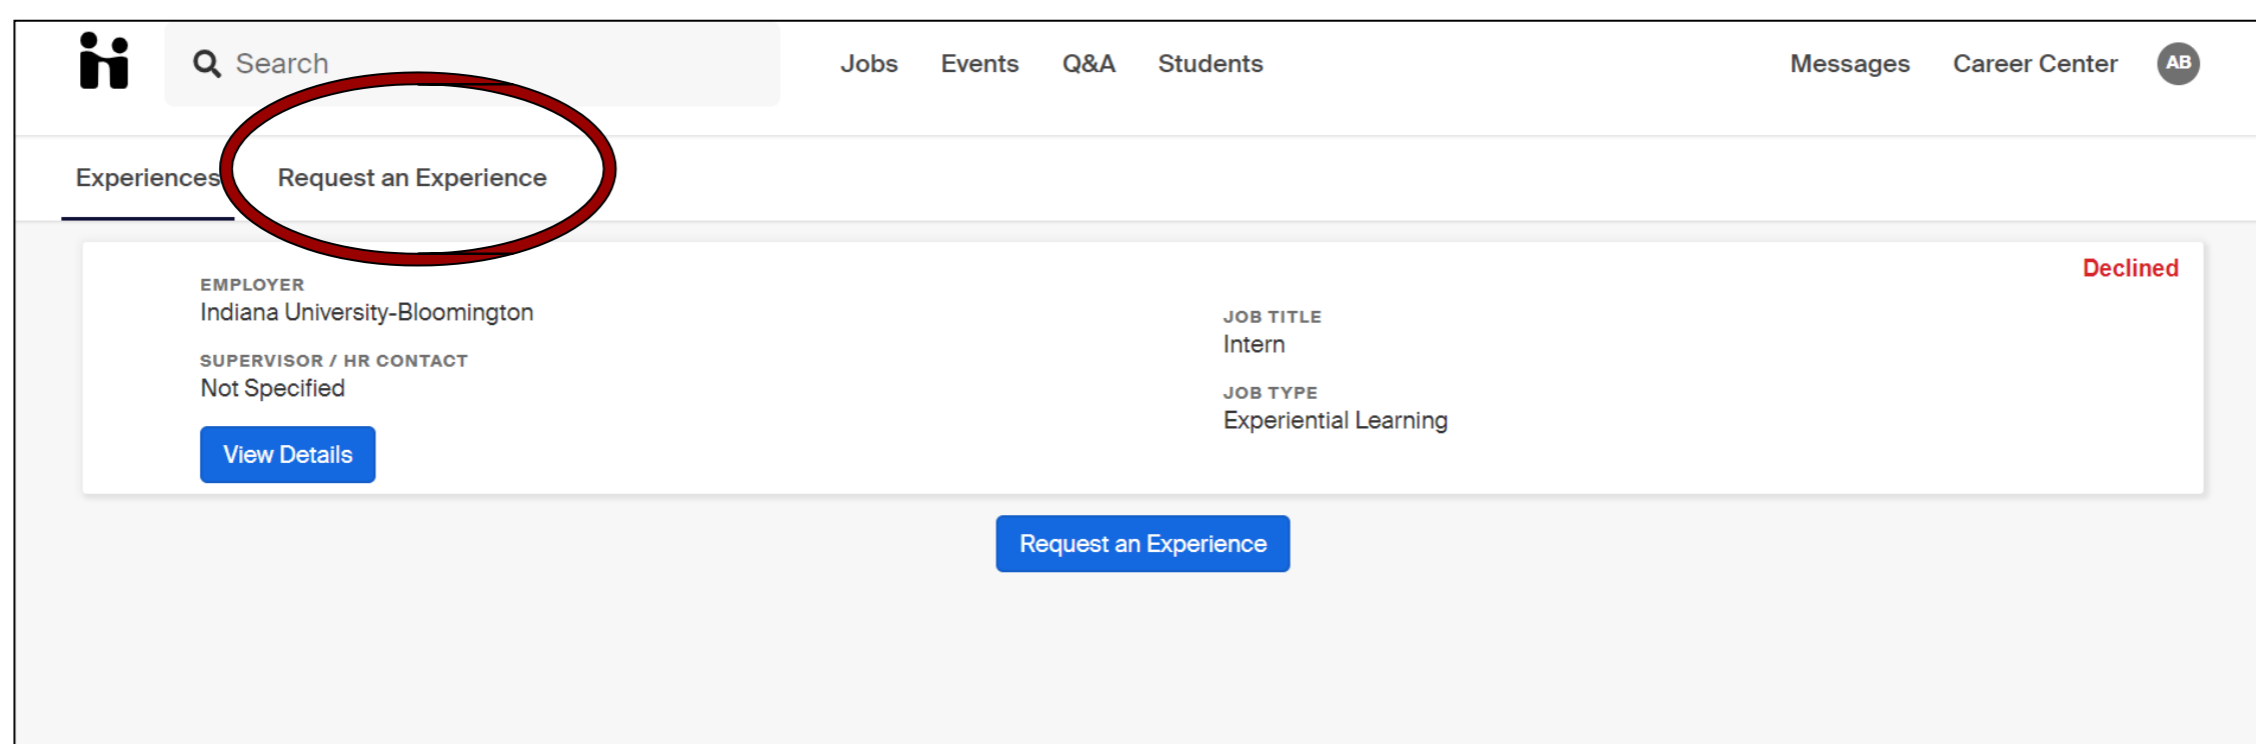 Search
Jobs Events Q&A Students
Messages Career Center AB
Experiences Request an Experience
Declined
EMPLOYER
Indiana University-Bloomington
SUPERVISOR / HR CONTACT
Not Specified
View Details
JOB TITLE
Intern
JOB TYPE
Experiential Learning
Request an Experience